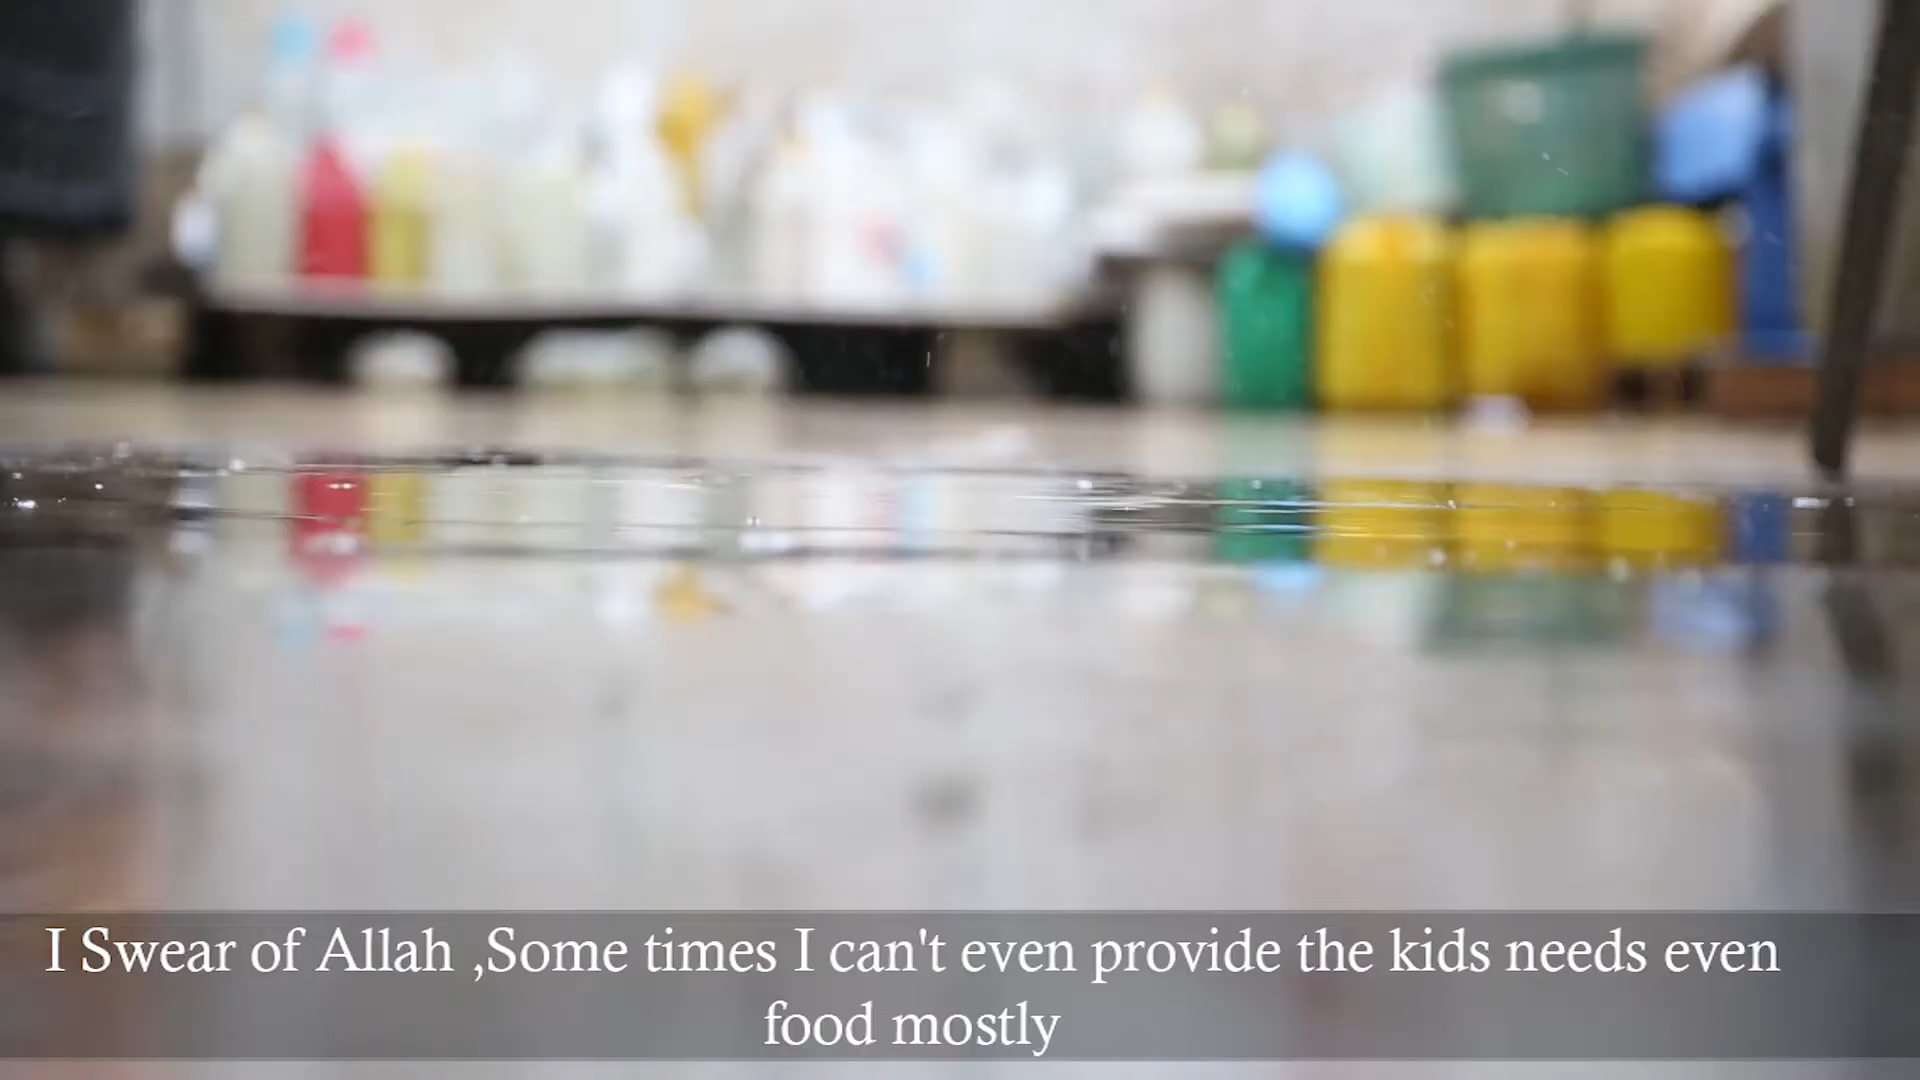 I Swear of Allah ,Some times I can't even provide the kids needs even
food mostly